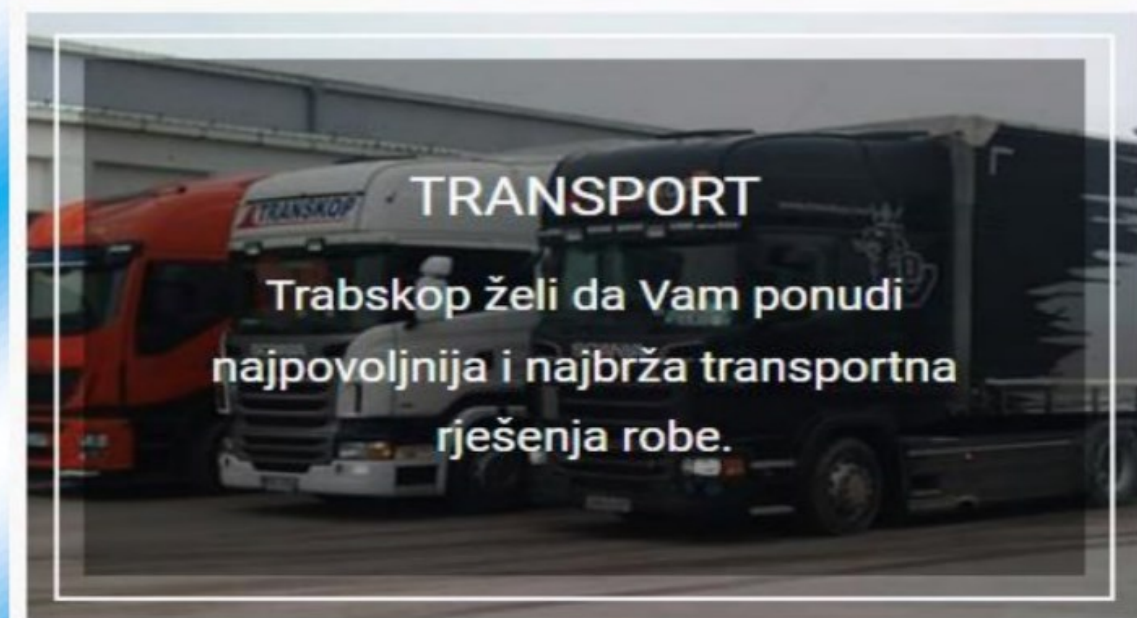 TRANSPORT
TRANSKOP
Trabskop želi da Vam ponudi
najpovoljnija i najbrža transportna
rješenja robe.